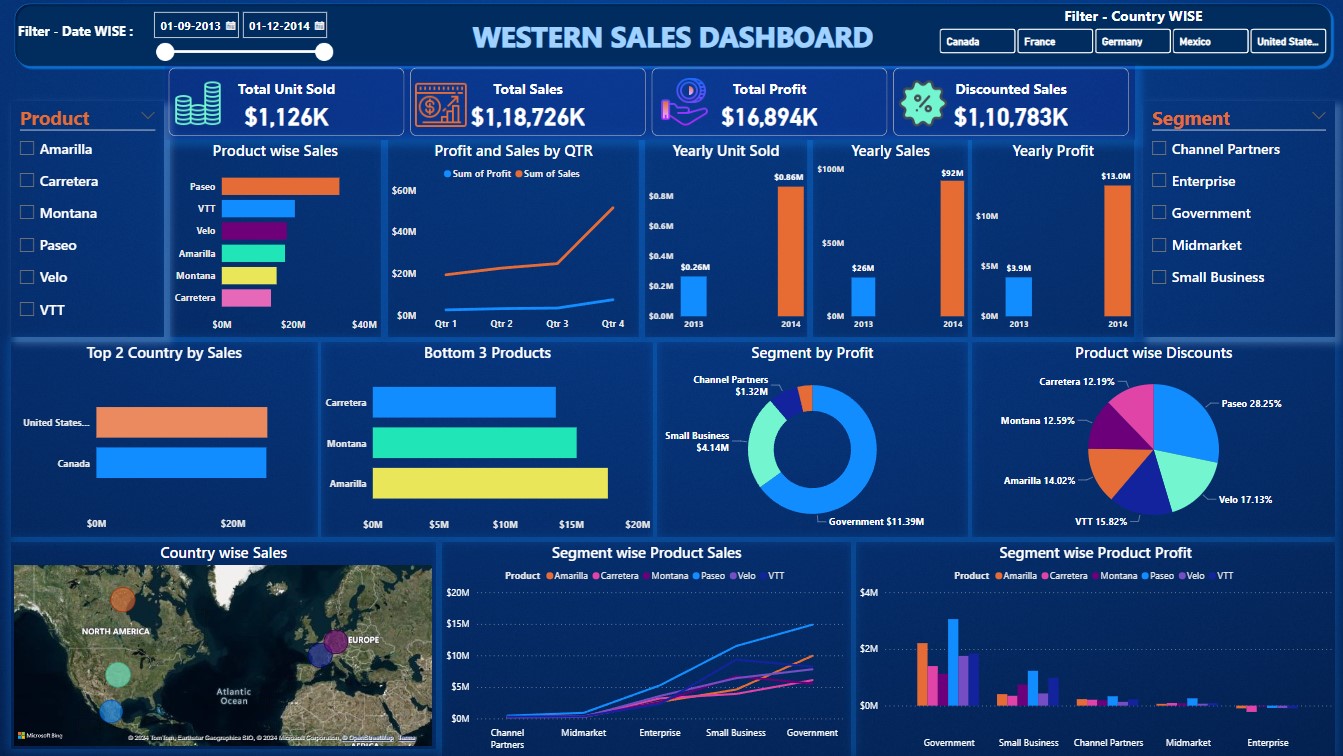 Filter - Date WISE :
01-09-2013
01-12-2014
WESTERN SALES DASHBOARD
Filter - Country WISE
Canada
France
Germany
Mexico
United State...
Product
Amarilla
Carretera
Montana
Paseo
Velo
VTT
Total Unit Sold
$1,126K
Total Sales
$1,18,726K
Total Profit
$16,894K
Discounted Sales
$1,10,783K
Segment
Channel Partners
Enterprise
Government
Midmarket
Small Business
Product wise Sales
Paseo
VTT
Velo
Amarilla
Montana
Carretera
$0M $20M $40M
Profit and Sales by QTR
Sum of Profit Sum of Sales
$60M
$40M
$20M
$0M
Qtr 1 Qtr 2 Qtr 3 Qtr 4
Yearly Unit Sold
$0.8M
$0.6M
$0.4M
$0.2M
$0.0M
$0.26M
$0.86M
2013 2014
Yearly Sales
$100M
$50M
$0M
$26M
$92M
2013 2014
Yearly Profit
$10M
$5M
$0M
$3.9M
$13.0M
2013 2014
Top 2 Country by Sales
United States...
Canada
$0M $20M
Bottom 3 Products
Carretera
Montana
Amarilla
$0M $5M $10M $15M $20M
Segment by Profit
Channel Partners
$1.32M
Small Business
$4.14M
Government $11.39M
Product wise Discounts
Carretera 12.19%
Paseo 28.25%
Montana 12.59%
Amarilla 14.02%
Velo 17.13%
VTT 15.82%
Country wise Sales
NORTH AMERICA
EUROPE
Atlantic
Ocean
AFRICA
Microsoft Bing
© 2024 TomTom, Earthstar Geographics SIO, © 2024 Microsoft Corporation, © OpenStreetMap Terms
Segment wise Product Sales
Product Amarilla Carretera Montana Paseo Velo VTT
$20M
$15M
$10M
$5M
$0M
Channel
Partners
Midmarket
Enterprise
Small Business
Government
Segment wise Product Profit
Product Amarilla Carretera Montana Paseo Velo VTT
$4M
$2M
$0M
Government Small Business Channel Partners Midmarket Enterprise